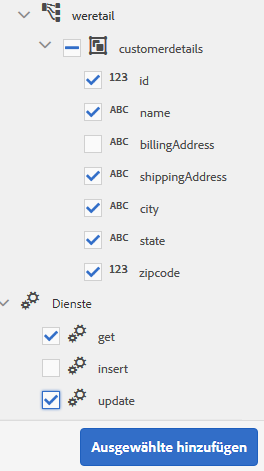 weretail
customerdetails
123 id
ABC name
ABC billingAddress
ABC shippingAddress
ABC city
ABC state
123 zipcode
Dienste
get
insert
update
Ausgewählte hinzufügen